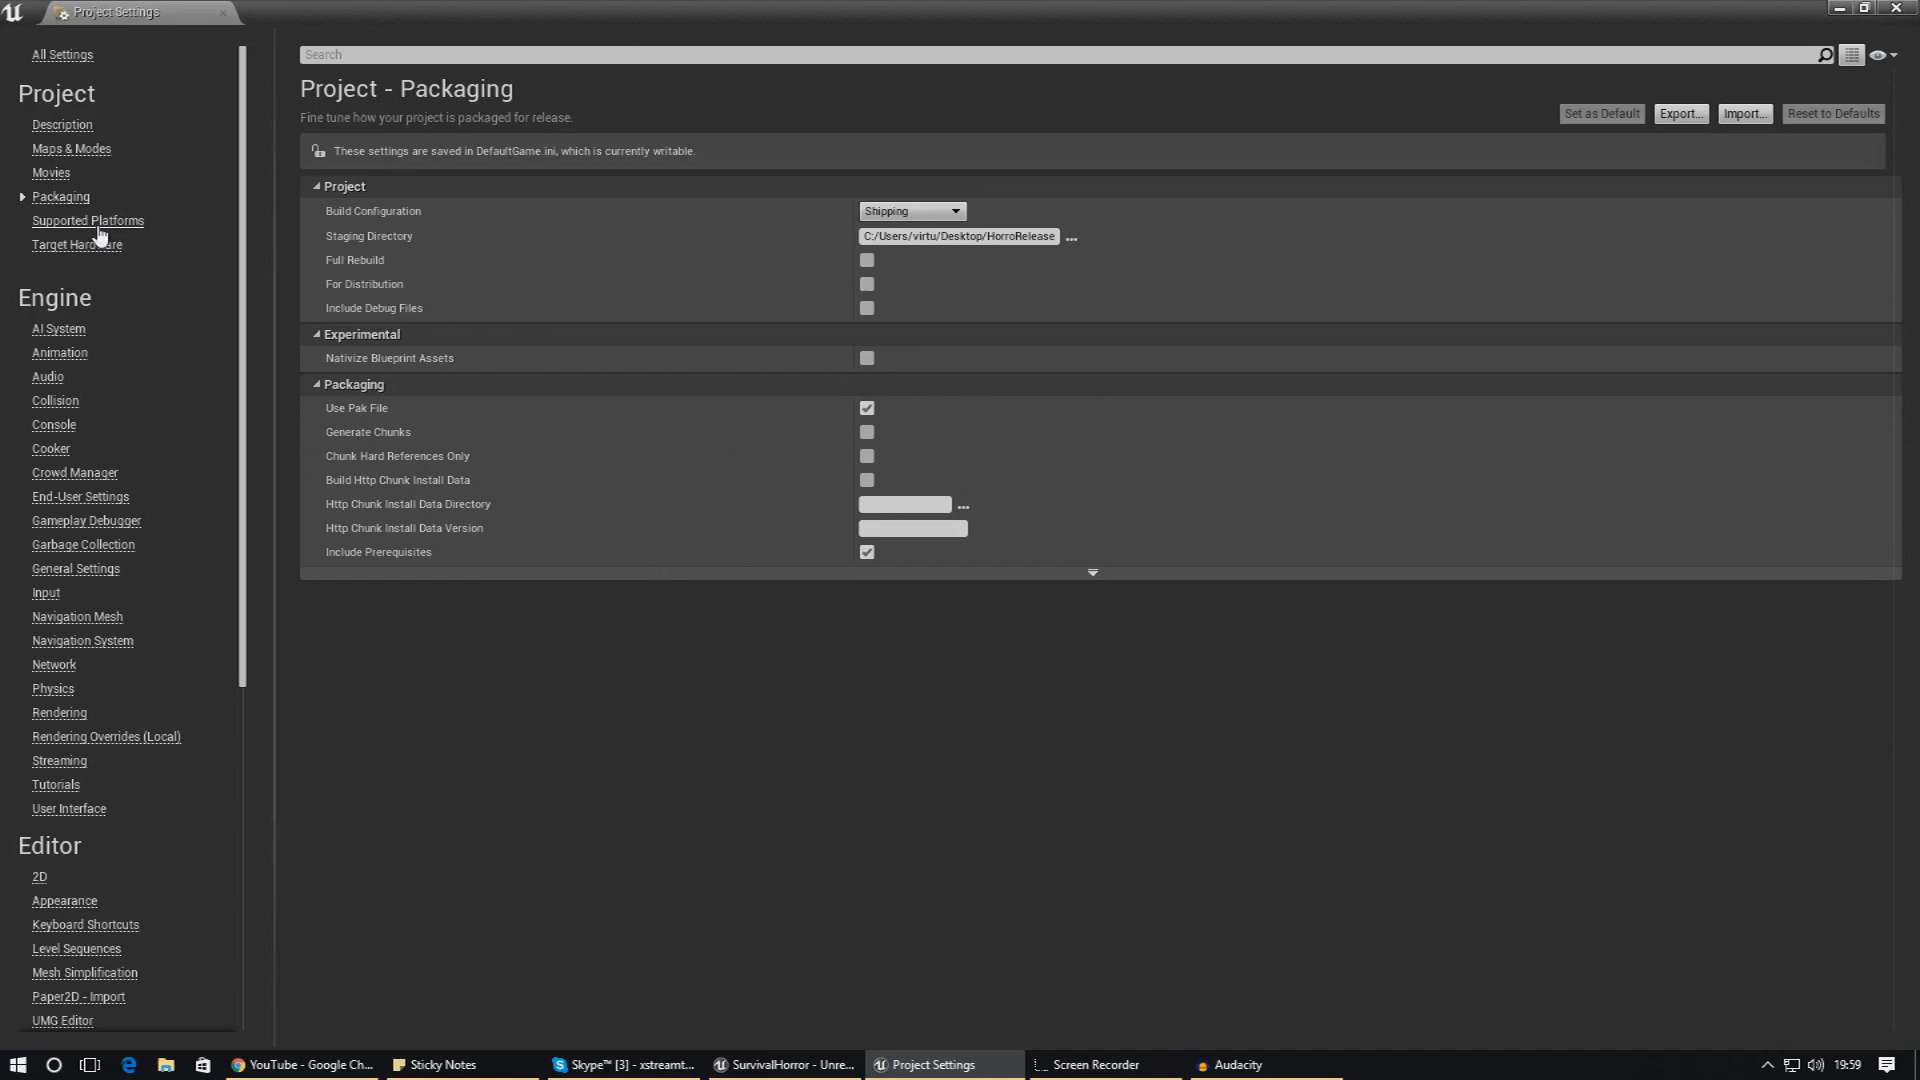 Project Settings
All Settings
Project
Description
Maps & Modes
Movies
Packaging
Supported Platforms
Target Hardware
Engine
AI System
Animation
Audio
Collision
Console
Cooker
Crowd Manager
End-User Settings
Gameplay Debugger
Garbage Collection
General Settings
Input
Navigation Mesh
Navigation System
Network
Physics
Rendering
Rendering Overrides (Local)
Streaming
Tutorials
User Interface
Editor
2D
Appearance
Keyboard Shortcuts
Level Sequences
Mesh Simplification
Paper2D - Import
UMG Editor
Search
Project - Packaging
Fine tune how your project is packaged for release.
Set as Default Export... Import... Reset to Defaults
These settings are saved in DefaultGame.ini, which is currently writable.
Project
Build Configuration Shipping
Staging Directory C:/Users/virtu/Desktop/HorroRelease ...
Full Rebuild
For Distribution
Include Debug Files
Experimental
Nativize Blueprint Assets
Packaging
Use Pak File
Generate Chunks
Chunk Hard References Only
Build Http Chunk Install Data
Http Chunk Install Data Directory ...
Http Chunk Install Data Version
Include Prerequisites
YouTube - Google Ch... Sticky Notes Skype™ [3] - xstreamt... SurvivalHorror - Unre... Project Settings Screen Recorder Audacity 19:59